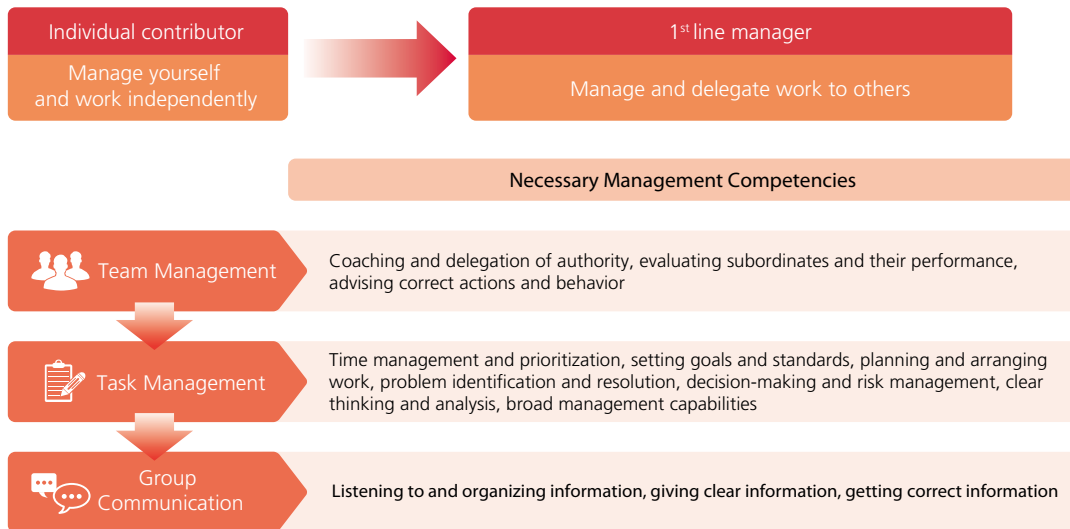 Individual contributor
Manage yourself
and work independently
1st line manager
Manage and delegate work to others
Necessary Management Competencies
Team Management
Coaching and delegation of authority, evaluating subordinates and their performance,
advising correct actions and behavior
Task Management
Time management and prioritization, setting goals and standards, planning and arranging
work, problem identification and resolution, decision-making and risk management, clear
thinking and analysis, broad management capabilities
Group
Communication
Listening to and organizing information, giving clear information, getting correct information